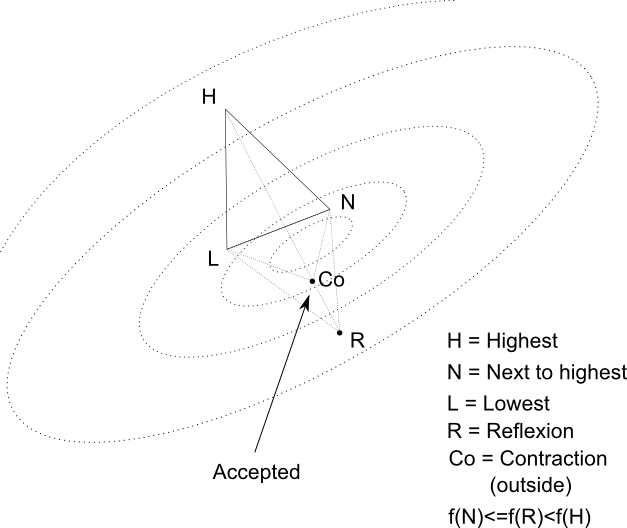 H
N
L
Co
R
Accepted
H = Highest
N = Next to highest
L = Lowest
R = Reflexion
Co = Contraction
(outside)
f(N)<=f(R)<f(H)